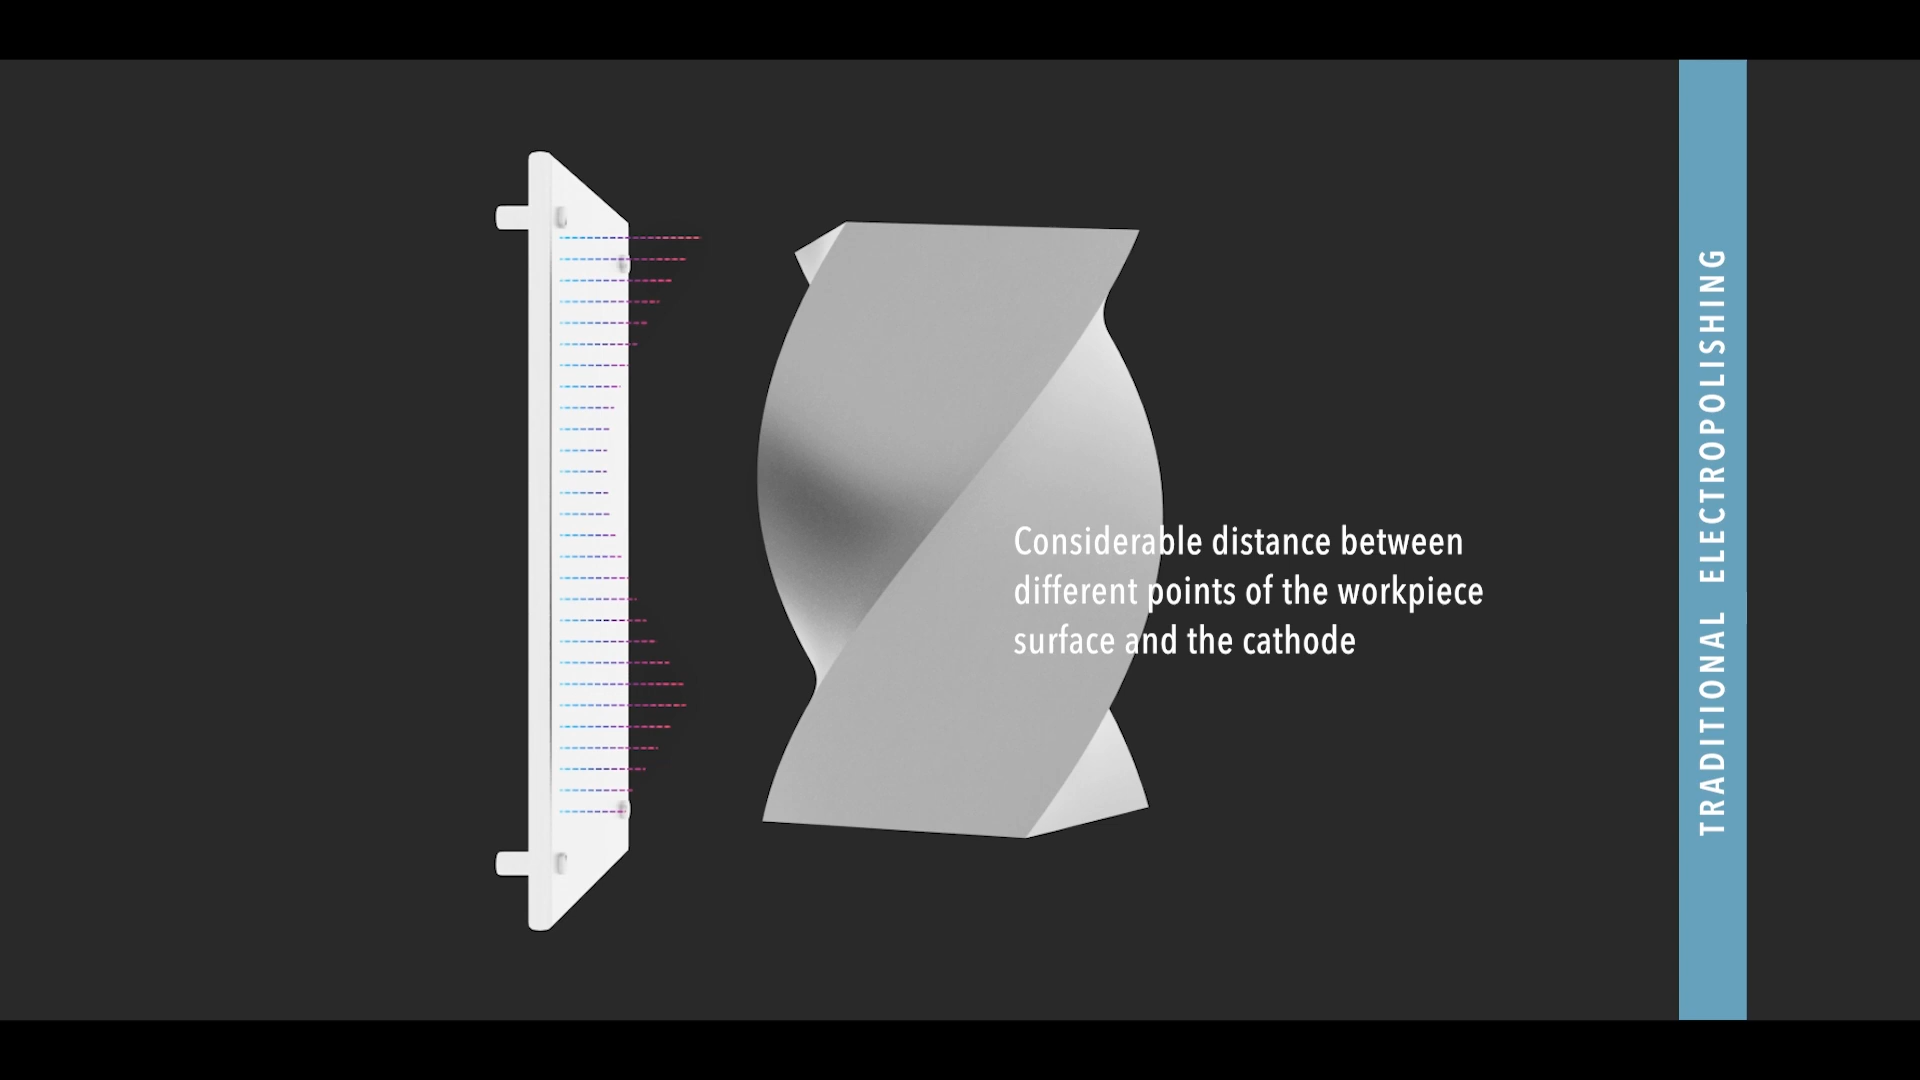 Considerable distance between
different points of the workpiece
surface and the cathode
TRADITIONAL ELECTROPOLISHING